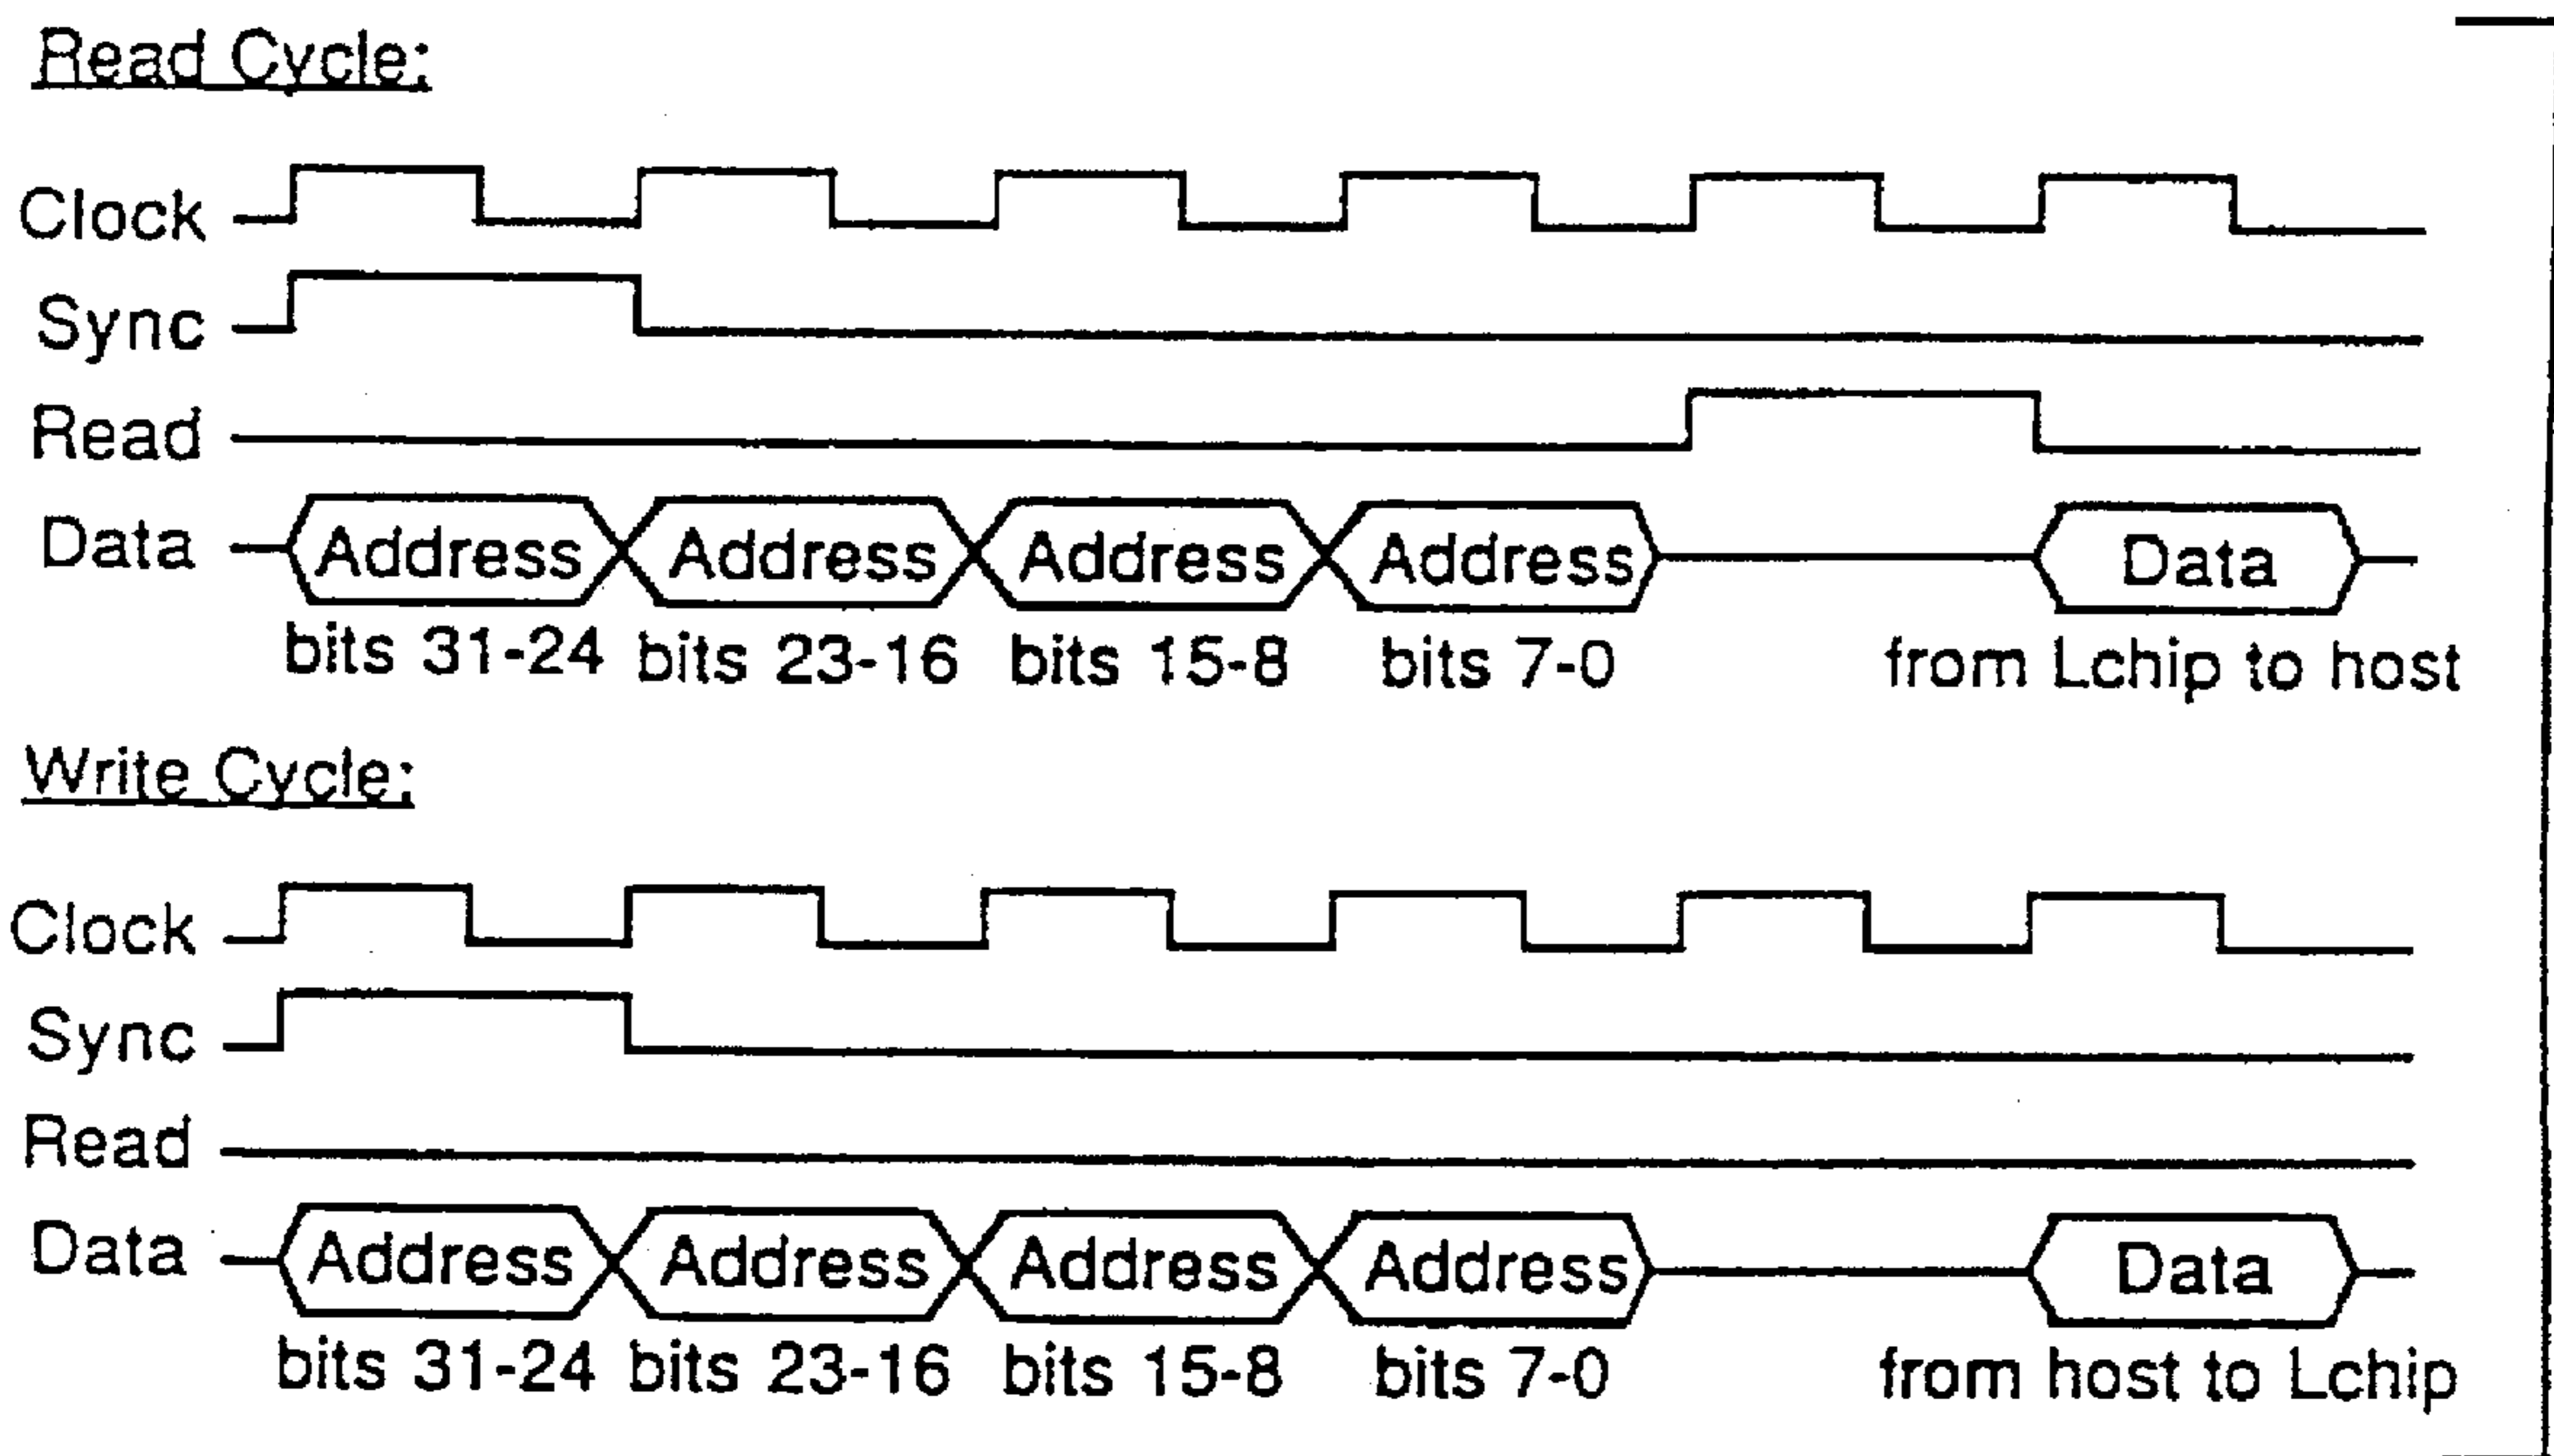 Read Cycle:
Clock
Sync
Read
Data Address Address Address Address Data
bits 31-24 bits 23-16 bits 15-8 bits 7-0 from Lchip to host
Write Cycle:
Clock
Sync
Read
Data Address Address Address Address Data
bits 31-24 bits 23-16 bits 15-8 bits 7-0 from host to Lchip